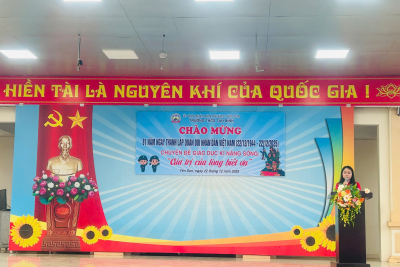 HIỀN TÀI LÀ NGUYÊN KHÍ CỦA QUỐC GIA !
CHÀO MỪNG
81 NĂM NGÀY THÀNH LẬP QUÂN ĐỘI NHÂN DÂN VIỆT NAM (22/12/1944 - 22/12/2025)
CHUYÊN ĐỀ GIÁO DỤC KĨ NĂNG SỐNG
Giá trị của lòng biết ơn